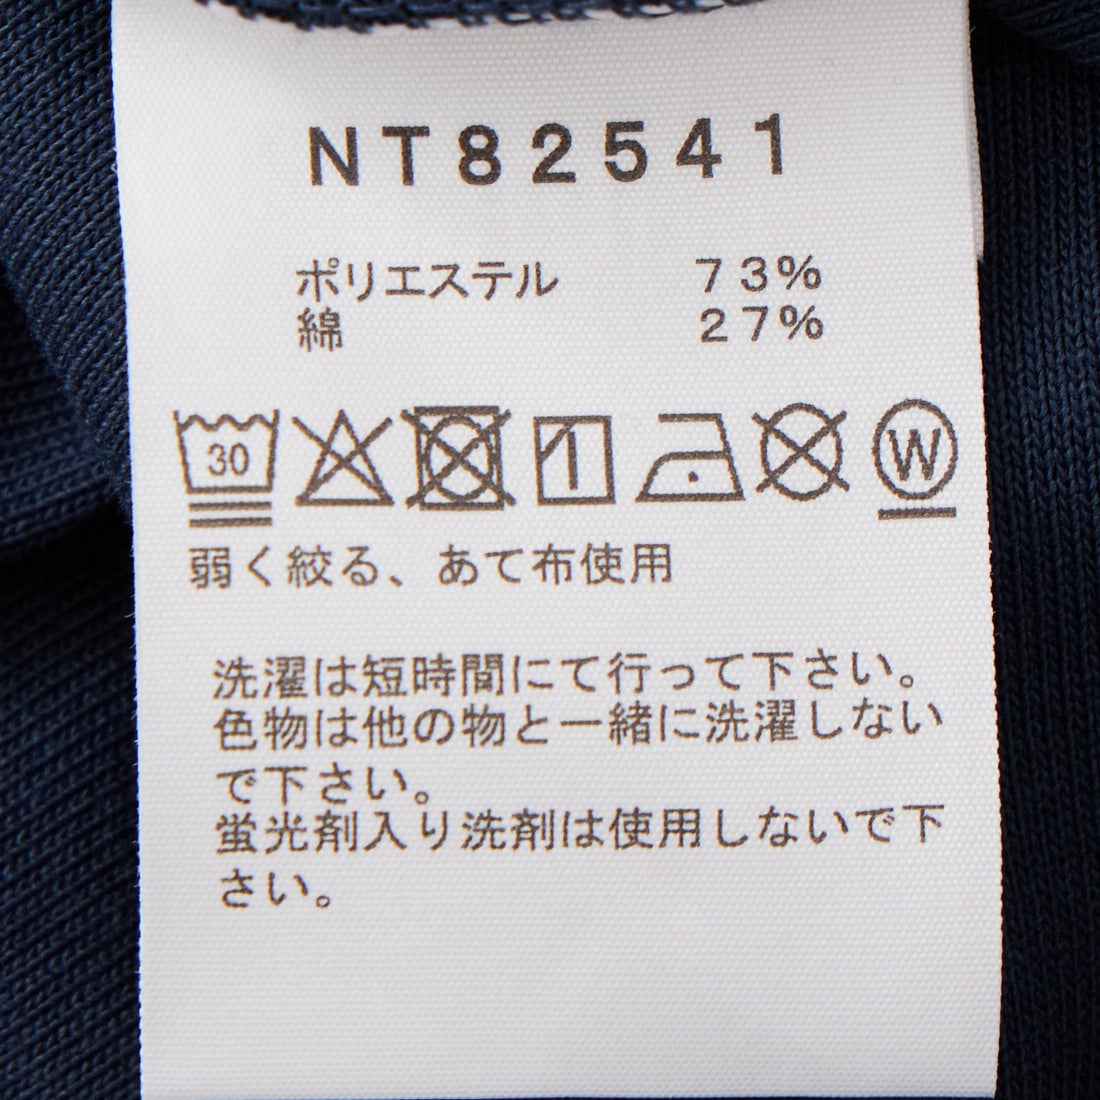 NT82541
ポリエステル 73%
綿 27%
30 W
弱く絞る、あて布使用
洗濯は短時間にて行って下さい。
色物は他の物と一緒に洗濯しない
で下さい。
蛍光剤入り洗剤は使用しないで下
さい。